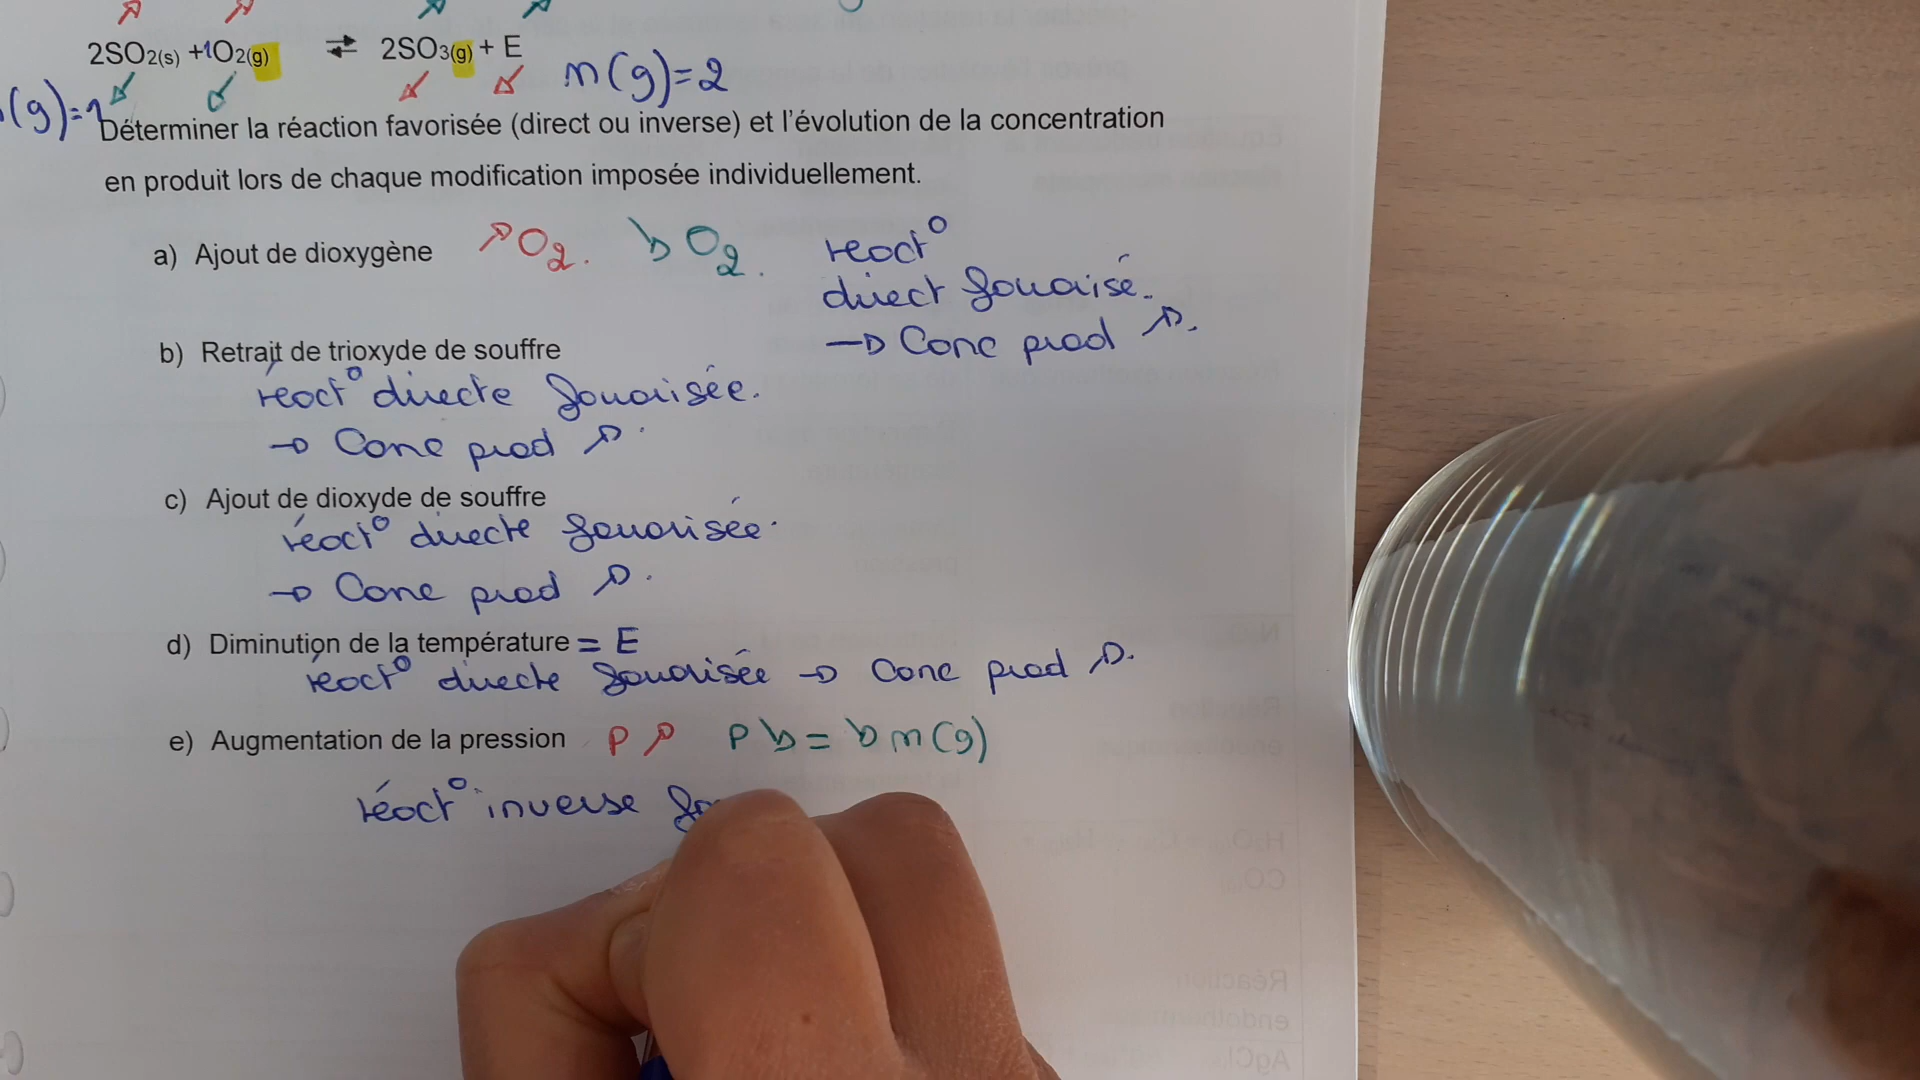 2SO2(s) +1O2(g) ⇌ 2SO3(g) + E
(g)=1
n(g)=2
Déterminer la réaction favorisée (direct ou inverse) et l'évolution de la concentration
en produit lors de chaque modification imposée individuellement.
a) Ajout de dioxygène ↗O2. ↘O2.
réact°
direct favorisé.
→ Conc prod ↗.
b) Retrait de trioxyde de souffre
réact° directe favorisée.
→ Conc prod ↗.
c) Ajout de dioxyde de souffre
réact° directe favorisée.
→ Conc prod ↗.
d) Diminution de la température = E
réact° directe favorisée → Conc prod ↗.
e) Augmentation de la pression P ↗ P ↘ = ↘ n(g)
réact° inverse